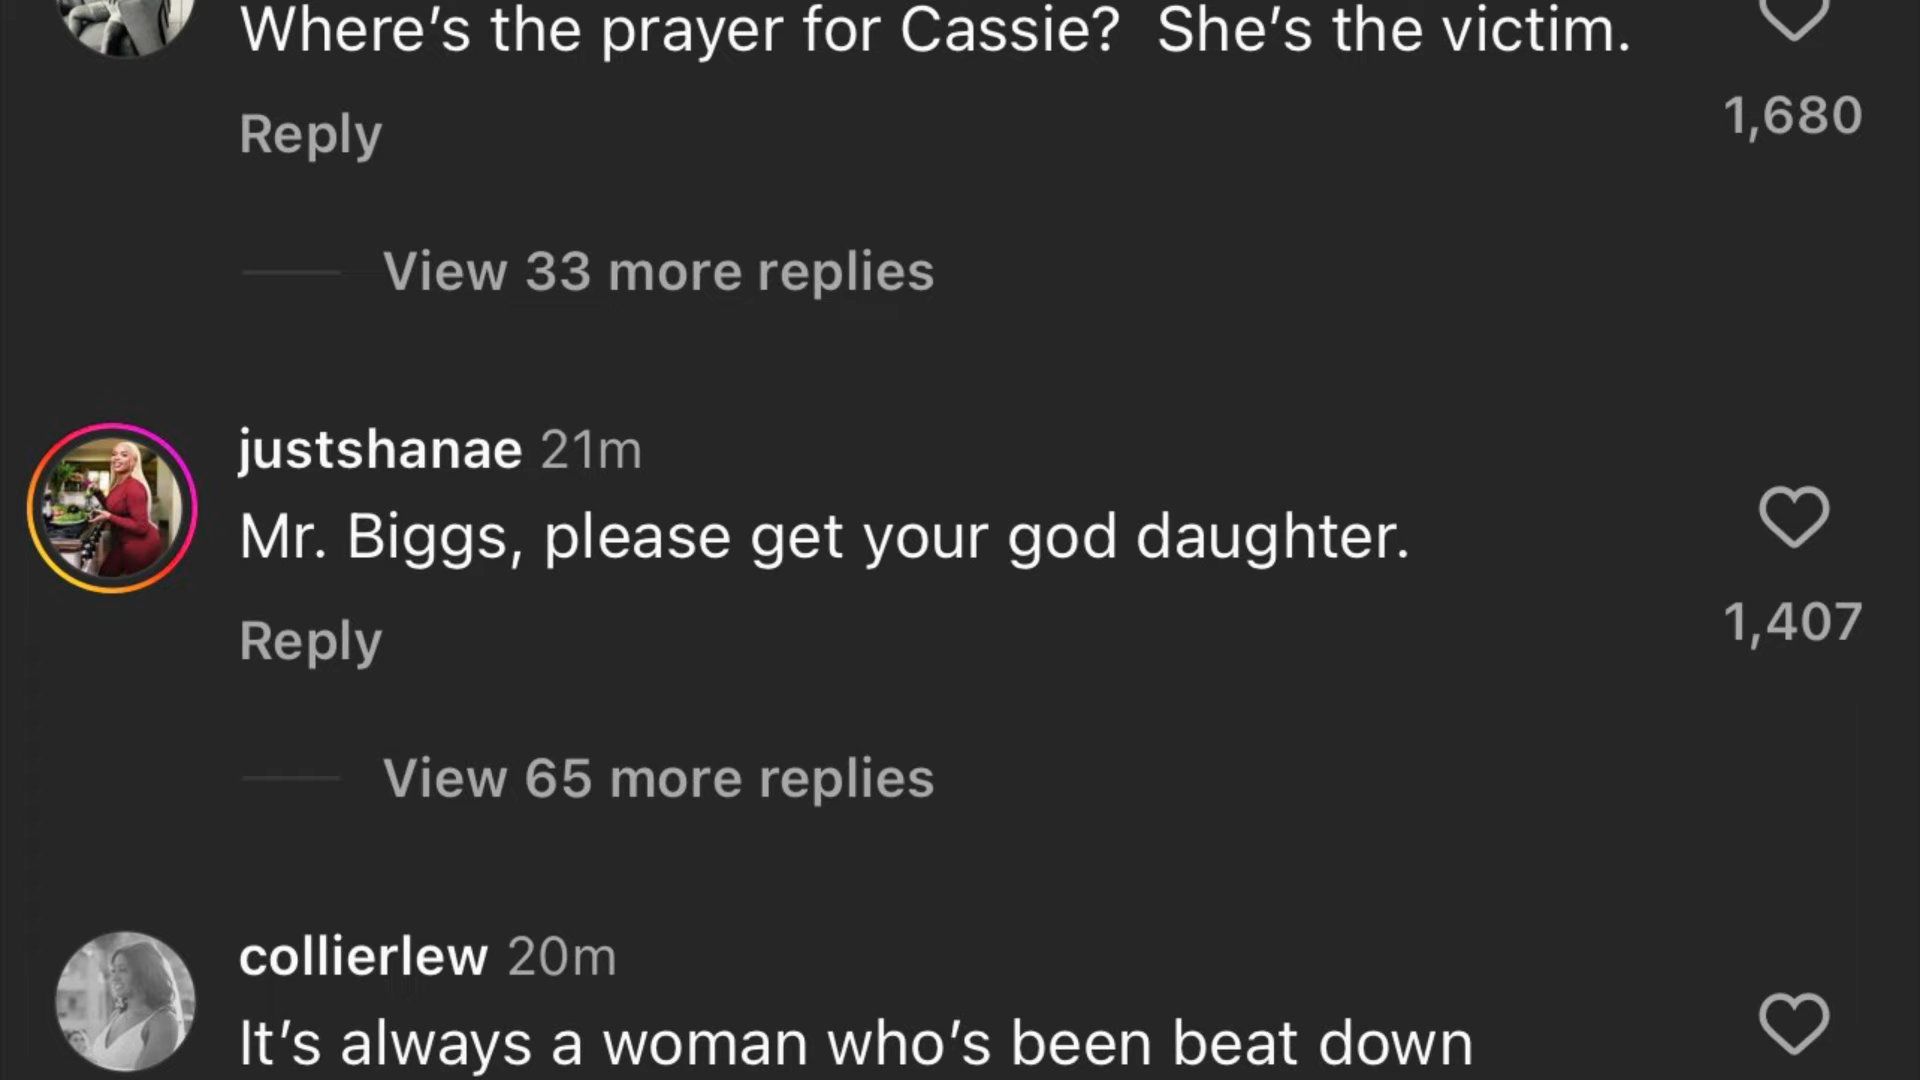 Where’s the prayer for Cassie?  She’s the victim.
Reply
1,680
View 33 more replies
justshanae 21m
Mr. Biggs, please get your god daughter.
Reply
1,407
View 65 more replies
collierlew 20m
It’s always a woman who’s been beat down